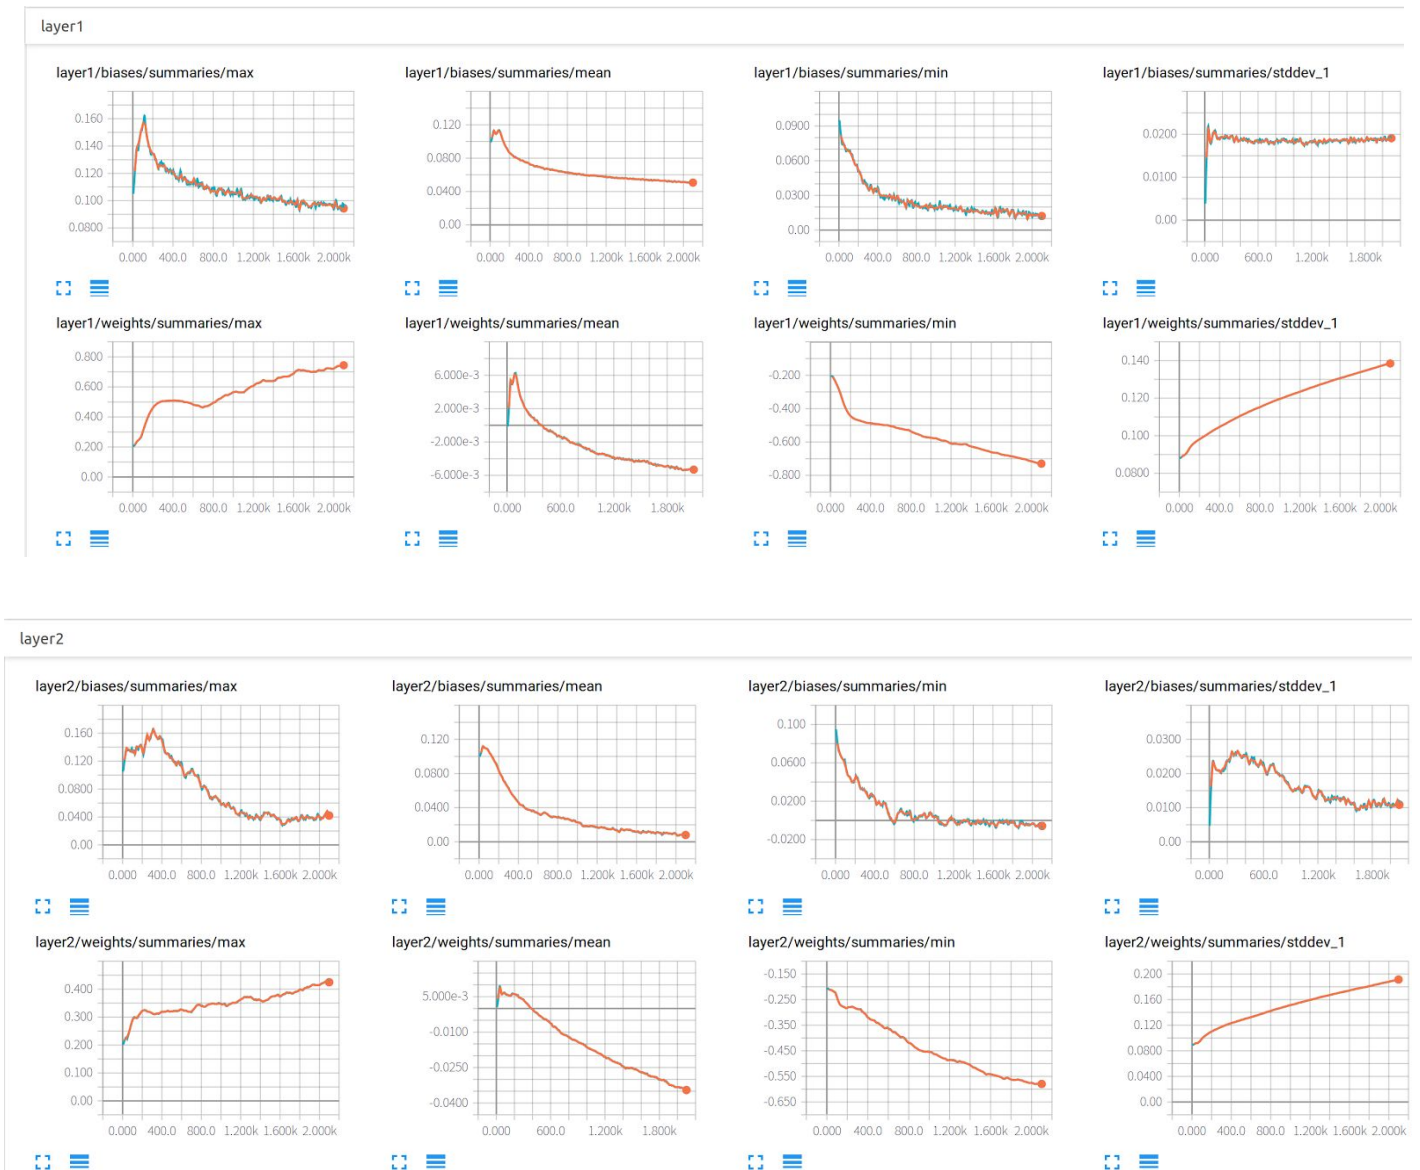 layer1
layer1/biases/summaries/max
0.160
0.140
0.120
0.100
0.0800
0.000 400.0 800.0 1.200k 1.600k 2.000k
layer1/biases/summaries/mean
0.120
0.0800
0.0400
0.00
0.000 400.0 800.0 1.200k 1.600k 2.000k
layer1/biases/summaries/min
0.0900
0.0600
0.0300
0.00
0.000 400.0 800.0 1.200k 1.600k 2.000k
layer1/biases/summaries/stddev_1
0.0200
0.0100
0.00
0.000 600.0 1.200k 1.800k
layer1/weights/summaries/max
0.800
0.600
0.400
0.200
0.00
0.000 400.0 800.0 1.200k 1.600k 2.000k
layer1/weights/summaries/mean
6.000e-3
2.000e-3
-2.000e-3
-6.000e-3
0.000 600.0 1.200k 1.800k
layer1/weights/summaries/min
-0.200
-0.400
-0.600
-0.800
0.000 400.0 800.0 1.200k 1.600k 2.000k
layer1/weights/summaries/stddev_1
0.140
0.120
0.100
0.0800
0.000 400.0 800.0 1.200k 1.600k 2.000k
layer2
layer2/biases/summaries/max
0.160
0.120
0.0800
0.0400
0.00
0.000 400.0 800.0 1.200k 1.600k 2.000k
layer2/biases/summaries/mean
0.120
0.0800
0.0400
0.00
0.000 400.0 800.0 1.200k 1.600k 2.000k
layer2/biases/summaries/min
0.100
0.0600
0.0200
-0.0200
0.000 400.0 800.0 1.200k 1.600k 2.000k
layer2/biases/summaries/stddev_1
0.0300
0.0200
0.0100
0.00
0.000 600.0 1.200k 1.800k
layer2/weights/summaries/max
0.400
0.300
0.200
0.100
0.00
0.000 400.0 800.0 1.200k 1.600k 2.000k
layer2/weights/summaries/mean
5.000e-3
-0.0100
-0.0250
-0.0400
0.000 600.0 1.200k 1.800k
layer2/weights/summaries/min
-0.150
-0.250
-0.350
-0.450
-0.550
-0.650
0.000 400.0 800.0 1.200k 1.600k 2.000k
layer2/weights/summaries/stddev_1
0.200
0.160
0.120
0.0800
0.0400
0.00
0.000 400.0 800.0 1.200k 1.600k 2.000k